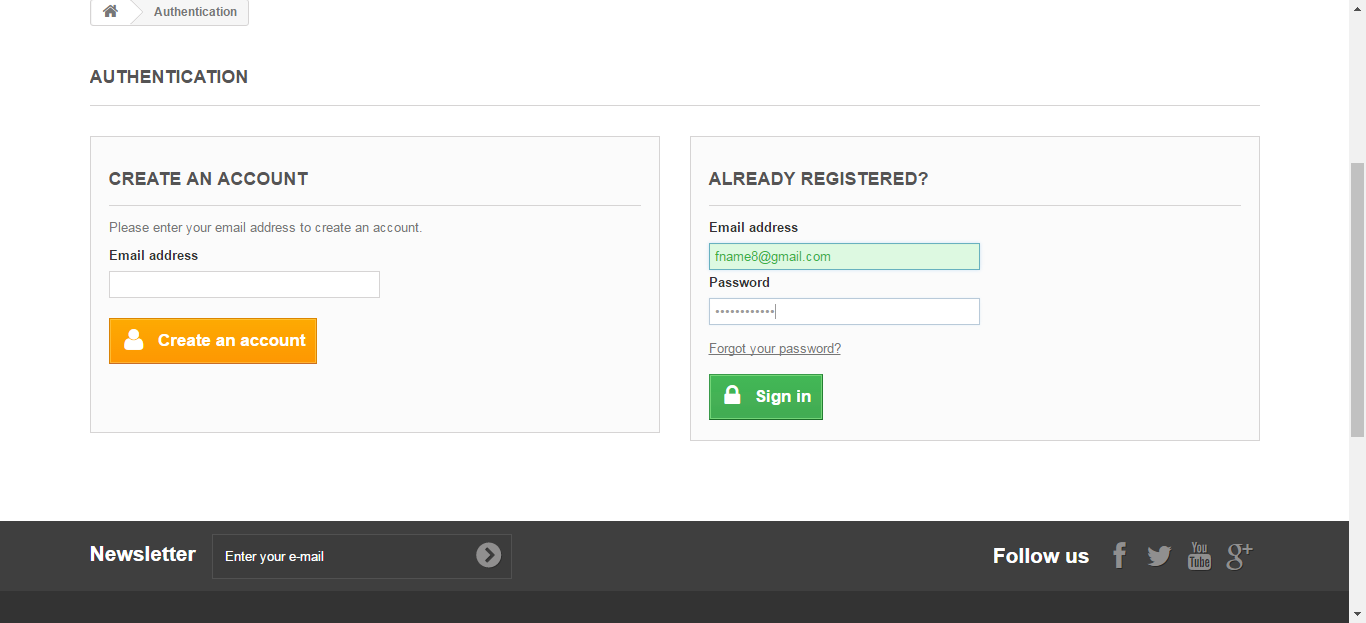 Authentication
AUTHENTICATION
CREATE AN ACCOUNT
Please enter your email address to create an account.
Email address
Create an account
ALREADY REGISTERED?
Email address
fname8@gmail.com
Password
••••••••••••
Forgot your password?
Sign in
Newsletter
Enter your e-mail
Follow us
You
Tube
g+